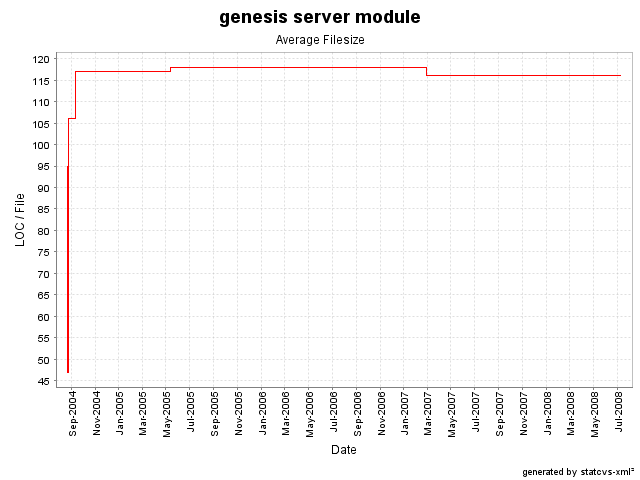 genesis server module
Average Filesize
120
115
110
105
100
95
90
85
80
75
70
65
60
55
50
45
LOC / File
Sep-2004
Nov-2004
Jan-2005
Mar-2005
May-2005
Jul-2005
Sep-2005
Nov-2005
Jan-2006
Mar-2006
May-2006
Jul-2006
Sep-2006
Nov-2006
Jan-2007
Mar-2007
May-2007
Jul-2007
Sep-2007
Nov-2007
Jan-2008
Mar-2008
May-2008
Jul-2008
Date
generated by statcvs-xml²